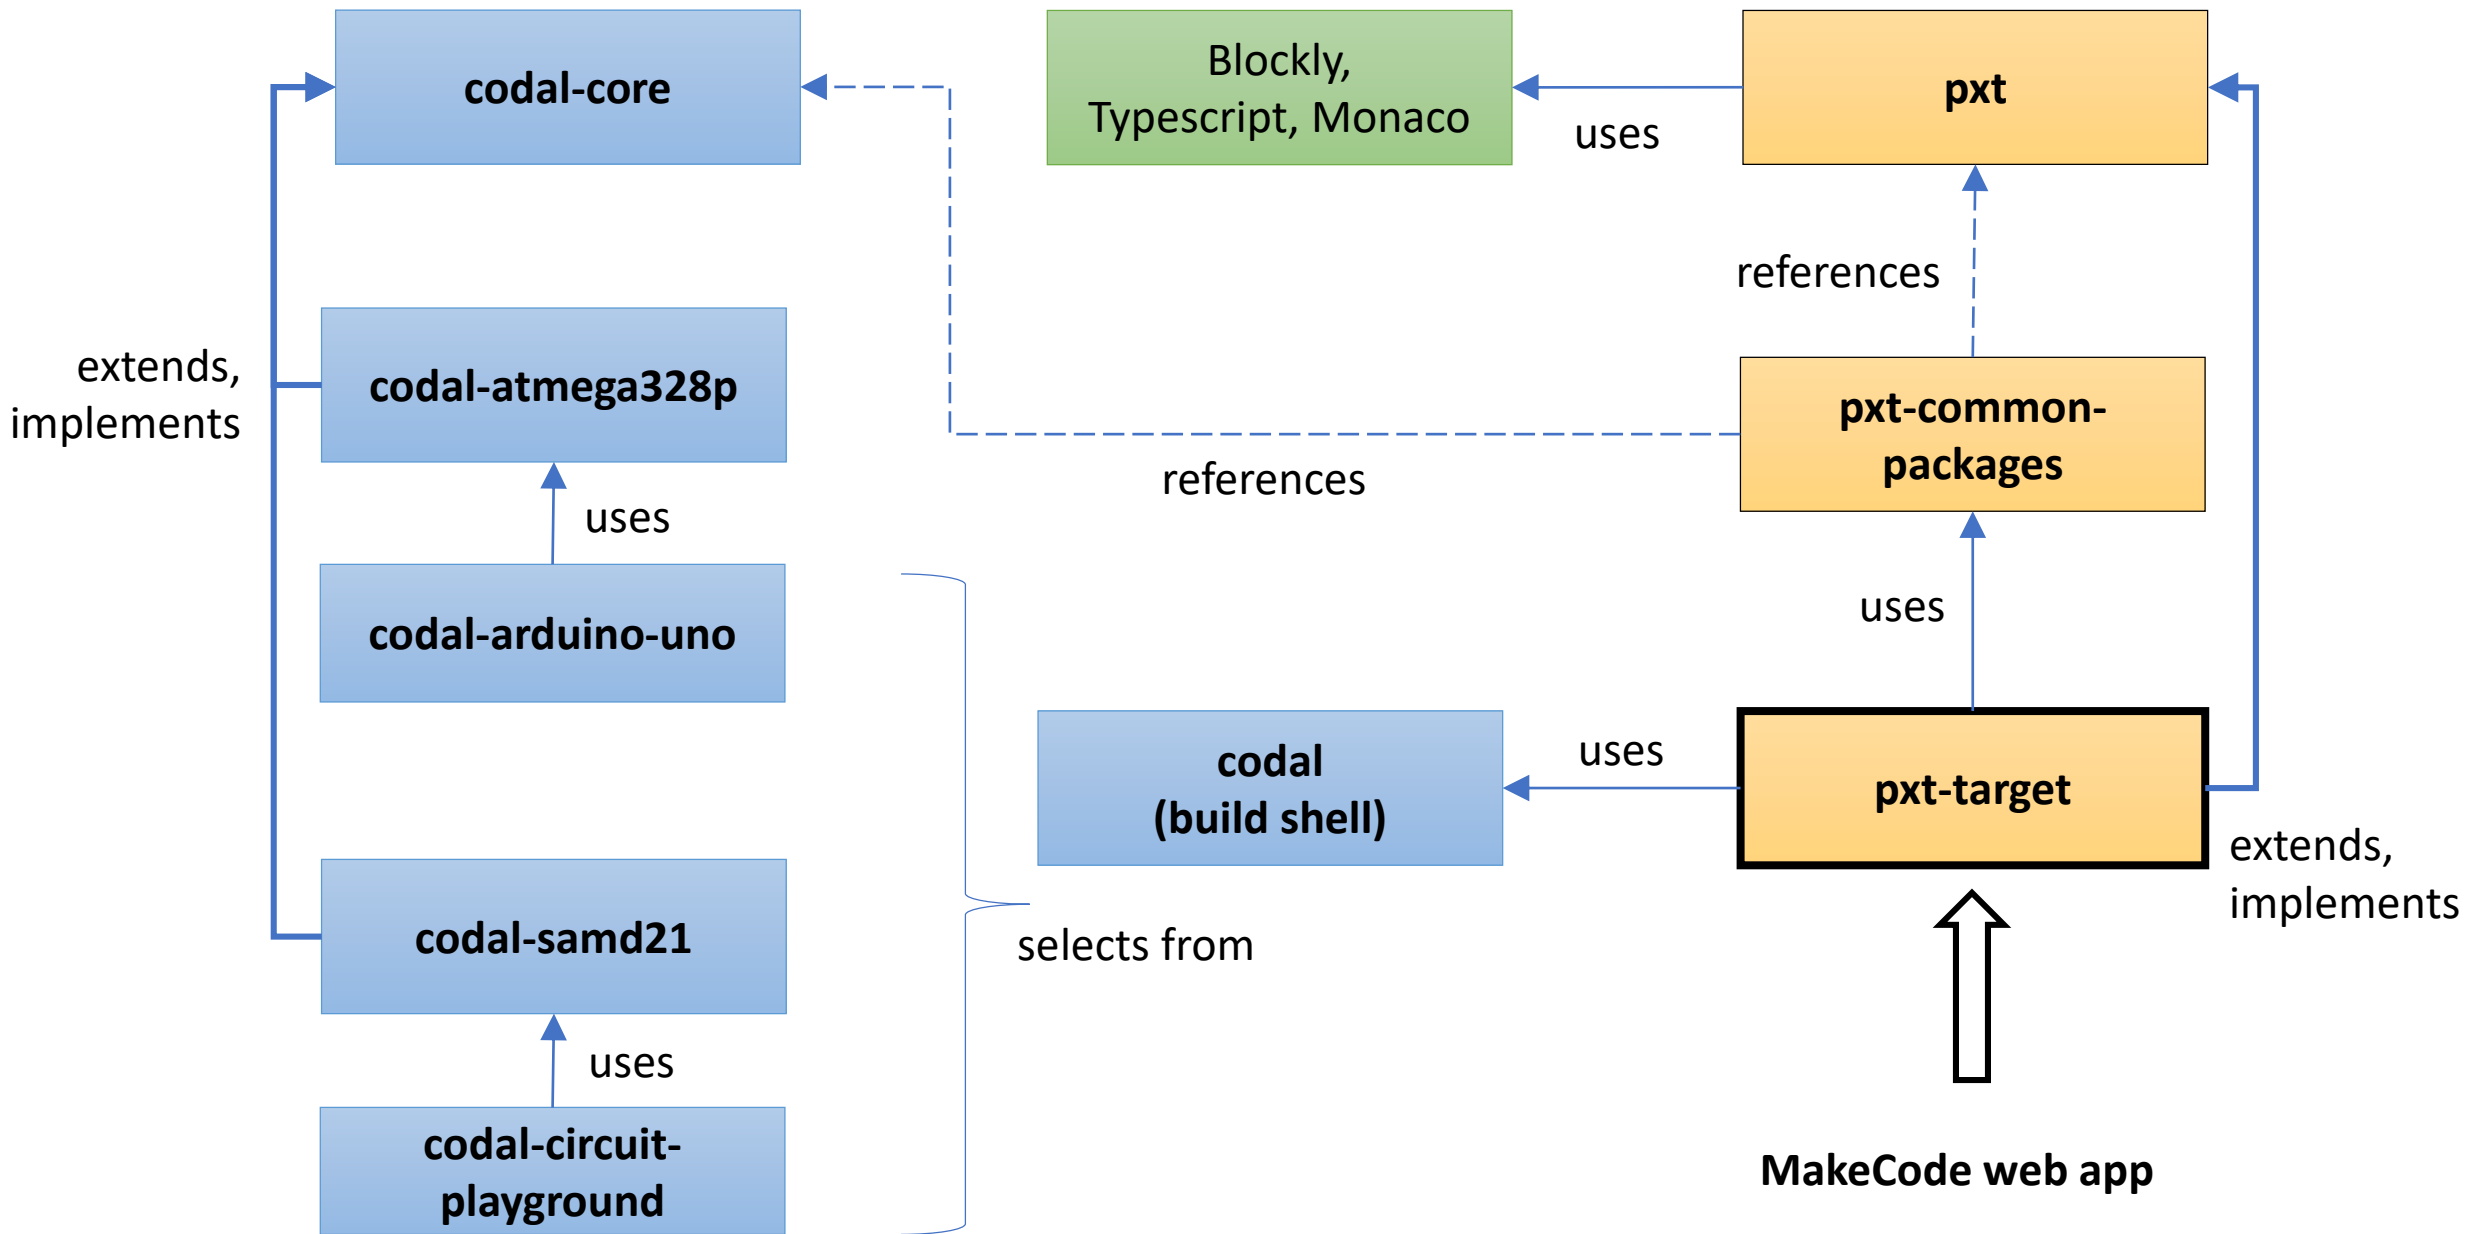 codal-core
Blockly,
Typescript, Monaco
uses
pxt
references
extends,
implements
codal-atmega328p
pxt-common-
packages
references
uses
codal-arduino-uno
uses
codal
(build shell)
uses
pxt-target
extends,
implements
codal-samd21
selects from
uses
codal-circuit-
playground
MakeCode web app